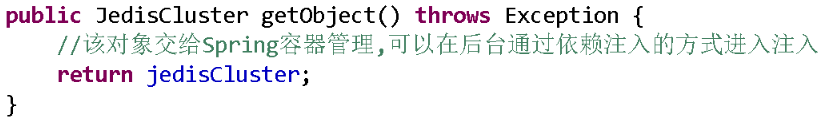 public JedisCluster getObject() throws Exception {
    //该对象交给Spring容器管理,可以在后台通过依赖注入的方式进入注入
    return jedisCluster;
}